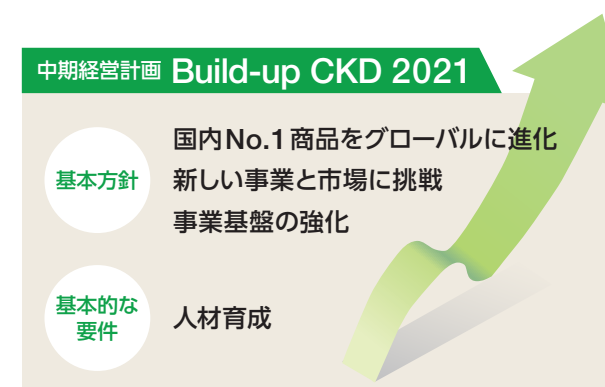 中期経営計画 Build-up CKD 2021
基本方針
国内No.1商品をグローバルに進化
新しい事業と市場に挑戦
事業基盤の強化
基本的な
要件
人材育成